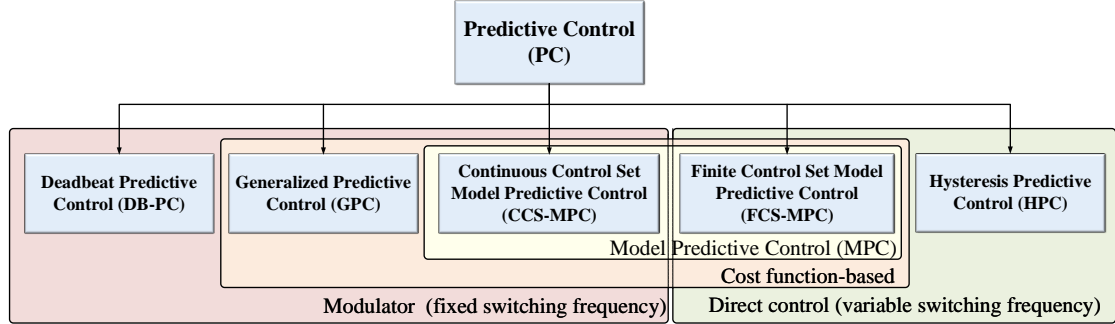 Predictive Control
(PC)
Deadbeat Predictive
Control (DB-PC)
Generalized Predictive
Control (GPC)
Continuous Control Set
Model Predictive Control
(CCS-MPC)
Finite Control Set Model
Predictive Control
(FCS-MPC)
Hysteresis Predictive
Control (HPC)
Model Predictive Control (MPC)
Cost function-based
Modulator (fixed switching frequency)
Direct control (variable switching frequency)